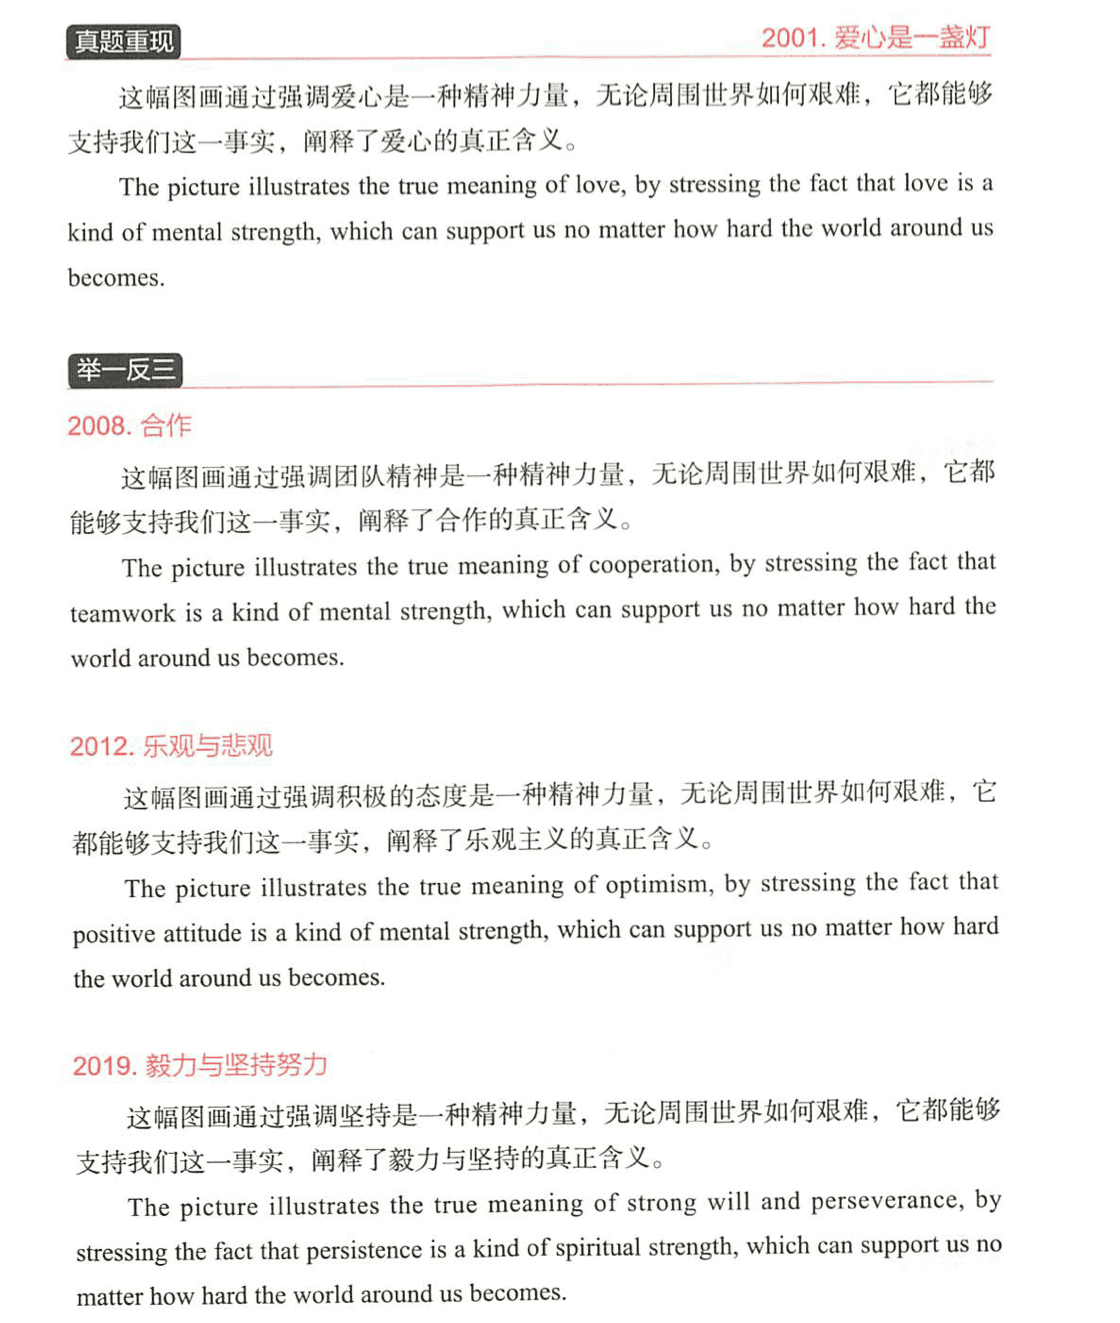 真题重现
2001. 爱心是一盏灯
这幅图画通过强调爱心是一种精神力量，无论周围世界如何艰难，它都能够
支持我们这一事实，阐释了爱心的真正含义。
The picture illustrates the true meaning of love, by stressing the fact that love is a
kind of mental strength, which can support us no matter how hard the world around us
becomes.
举一反三
2008. 合作
这幅图画通过强调团队精神是一种精神力量，无论周围世界如何艰难，它都
能够支持我们这一事实，阐释了合作的真正含义。
The picture illustrates the true meaning of cooperation, by stressing the fact that
teamwork is a kind of mental strength, which can support us no matter how hard the
world around us becomes.
2012. 乐观与悲观
这幅图画通过强调积极的态度是一种精神力量，无论周围世界如何艰难，它
都能够支持我们这一事实，阐释了乐观主义的真正含义。
The picture illustrates the true meaning of optimism, by stressing the fact that
positive attitude is a kind of mental strength, which can support us no matter how hard
the world around us becomes.
2019. 毅力与坚持努力
这幅图画通过强调坚持是一种精神力量，无论周围世界如何艰难，它都能够
支持我们这一事实，阐释了毅力与坚持的真正含义。
The picture illustrates the true meaning of strong will and perseverance, by
stressing the fact that persistence is a kind of spiritual strength, which can support us no
matter how hard the world around us becomes.